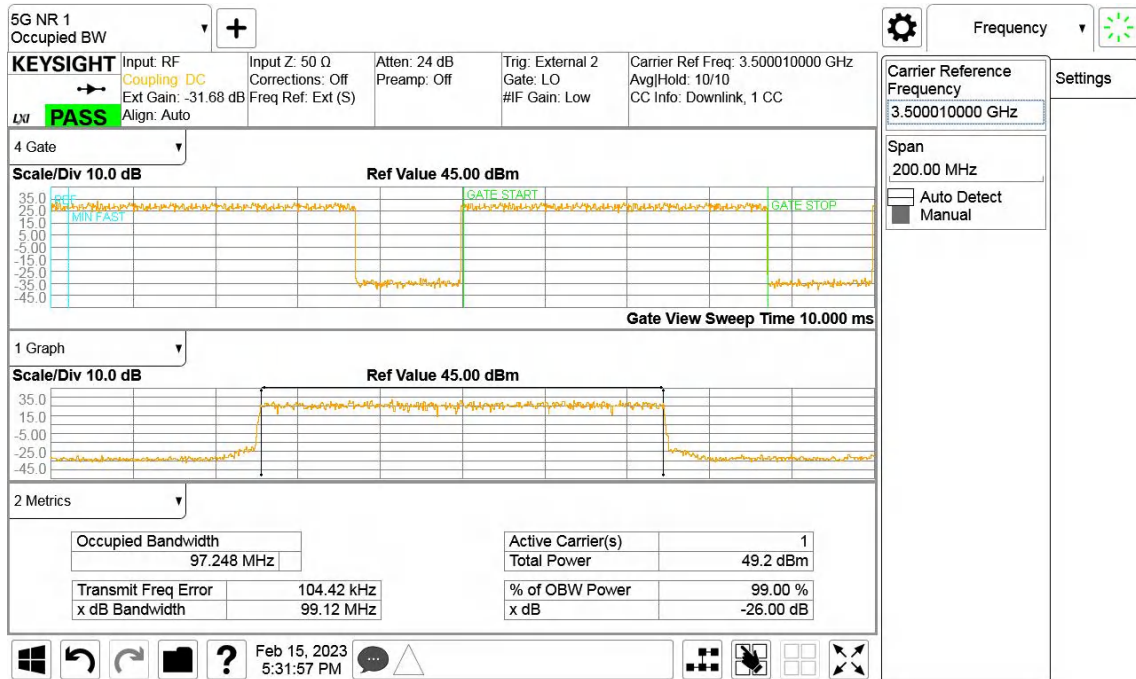 5G NR 1
Occupied BW
Frequency
KEYSIGHT
LXI
PASS
Input: RF
Coupling: DC
Ext Gain: -31.68 dB
Align: Auto
Input Z: 50 Ω
Corrections: Off
Freq Ref: Ext (S)
Atten: 24 dB
Preamp: Off
Trig: External 2
Gate: LO
#IF Gain: Low
Carrier Ref Freq: 3.500010000 GHz
Avg|Hold: 10/10
CC Info: Downlink, 1 CC
Carrier Reference
Frequency
3.500010000 GHz
Span
200.00 MHz
Auto Detect
Manual
Settings
4 Gate
Scale/Div 10.0 dB Ref Value 45.00 dBm
35.0
25.0
15.0
5.00
-5.00
-15.0
-25.0
-35.0
-45.0
REF
MIN FAST
GATE START
GATE STOP
Gate View Sweep Time 10.000 ms
1 Graph
Scale/Div 10.0 dB Ref Value 45.00 dBm
35.0
15.0
-5.00
-25.0
-45.0
2 Metrics
Occupied Bandwidth
97.248 MHz
Transmit Freq Error 104.42 kHz
x dB Bandwidth 99.12 MHz
Active Carrier(s) 1
Total Power 49.2 dBm
% of OBW Power 99.00 %
x dB -26.00 dB
?
Feb 15, 2023
5:31:57 PM